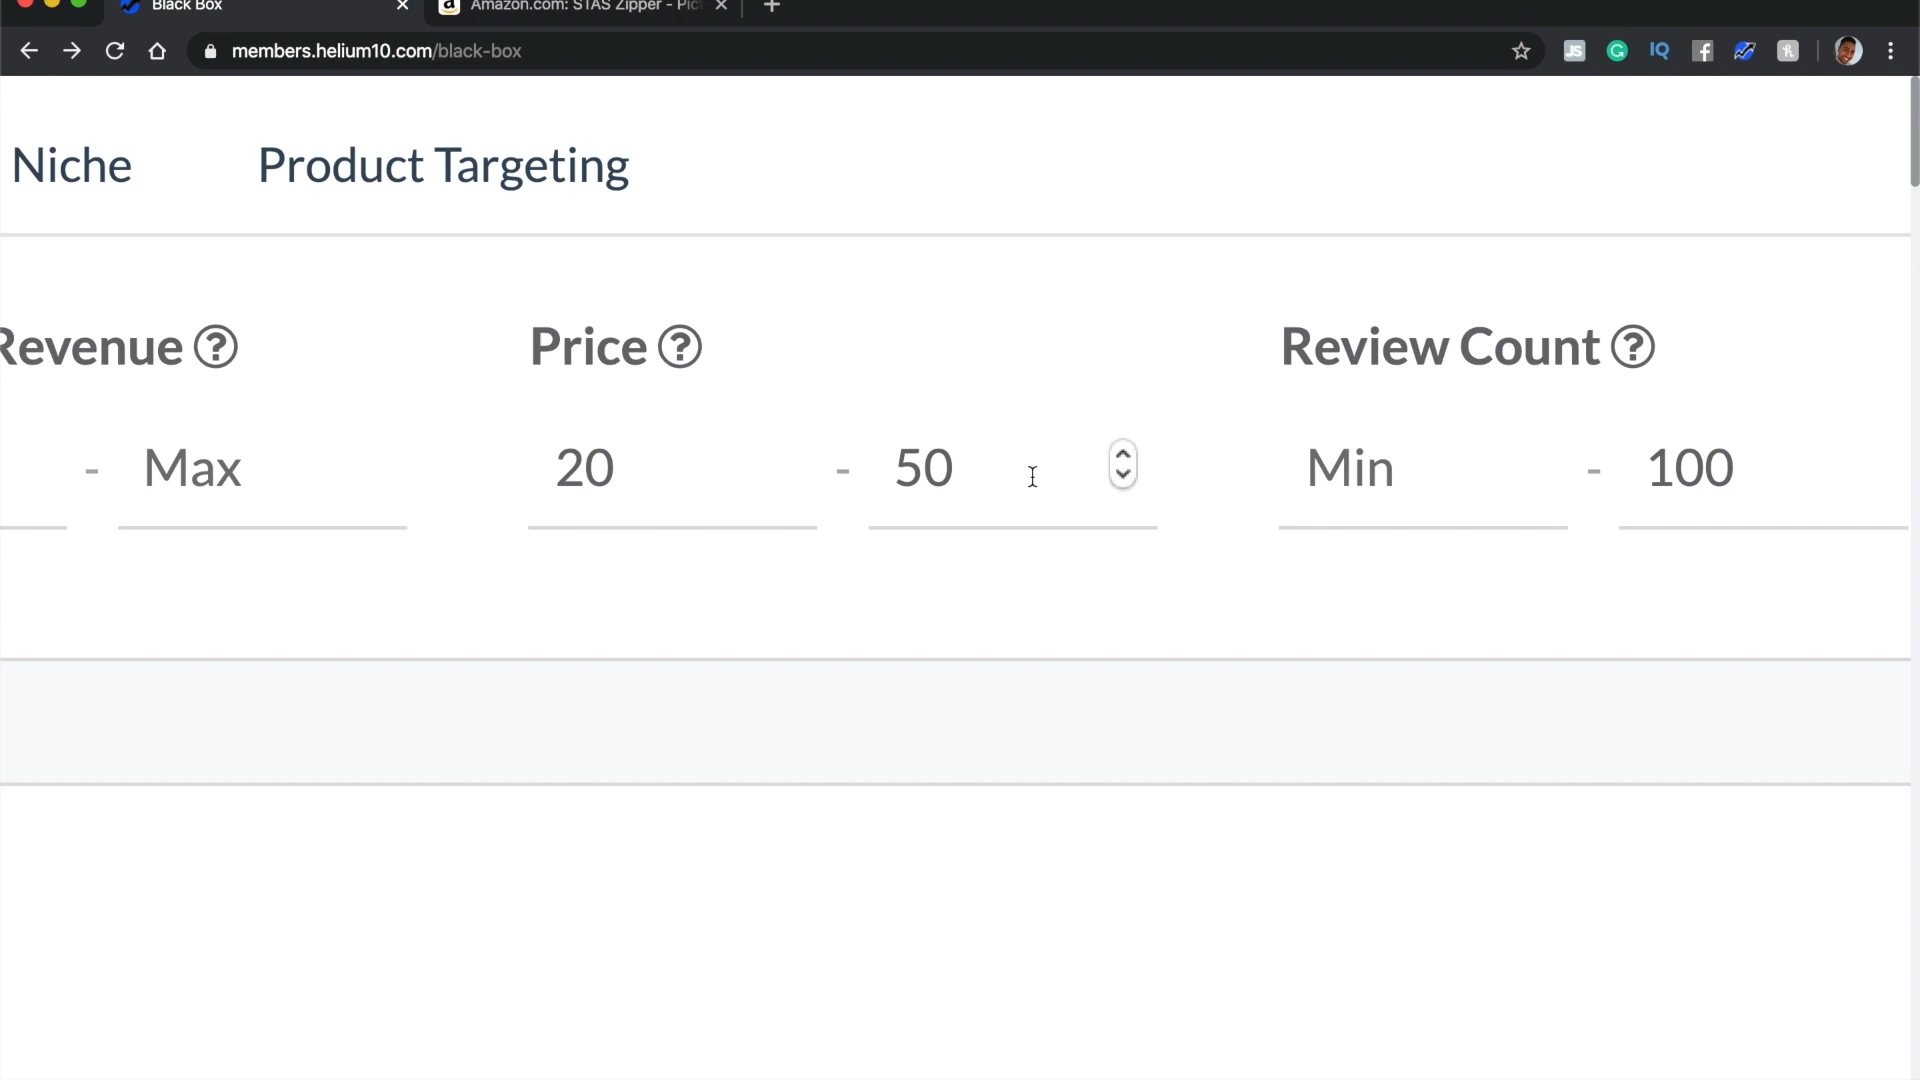 Black Box
Amazon.com: STAS Zipper - Pict
members.helium10.com/black-box
Niche Product Targeting
Revenue ? Price ? Review Count ?
- Max 20 - 50 Min - 100